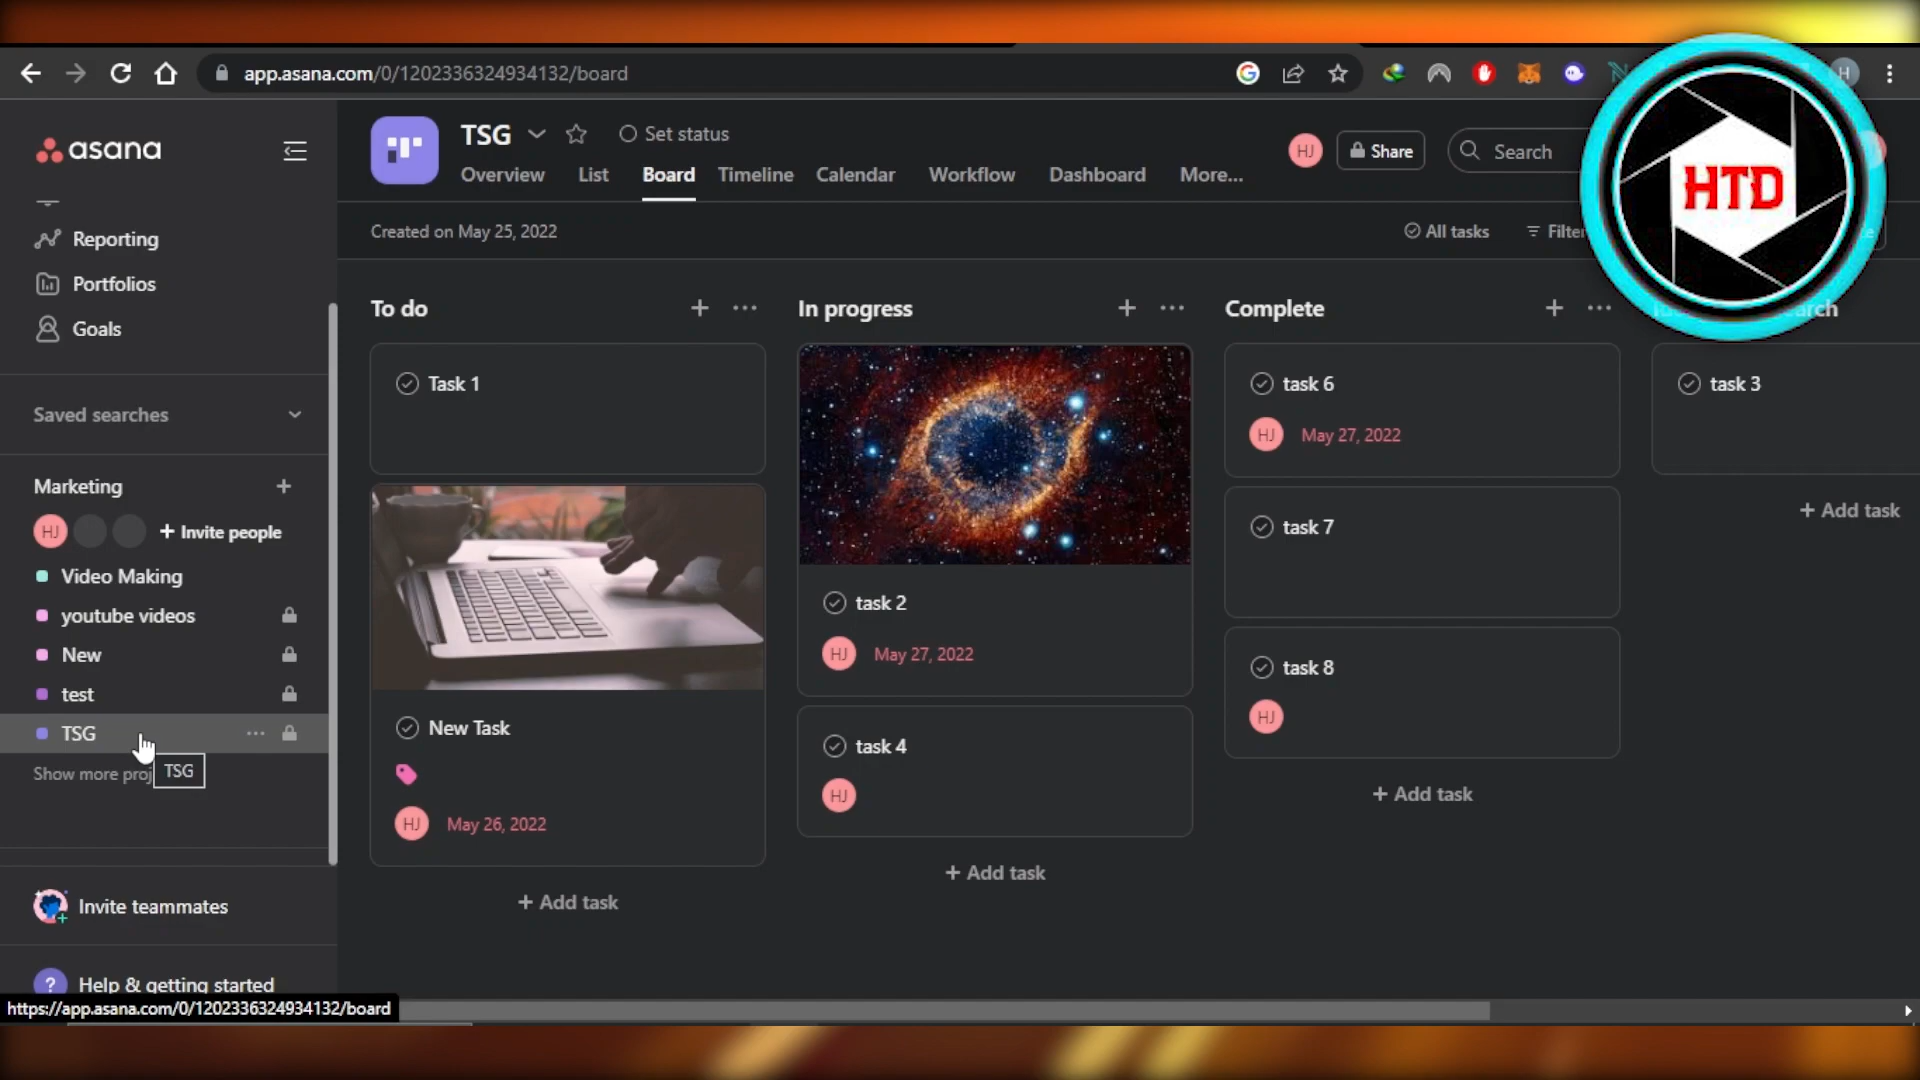 app.asana.com/0/1202336324934132/board
H
asana
Reporting
Portfolios
Goals
Saved searches
Marketing
HJ
Invite people
Video Making
youtube videos
New
test
TSG
TSG
Show more proj
Invite teammates
? Help & getting started
https://app.asana.com/0/1202336324934132/board
TSG
Set status
Overview List Board Timeline Calendar Workflow Dashboard More...
HJ
Share
Search
HTD
Created on May 25, 2022
All tasks
Filter
To do
Task 1
New Task
HJ May 26, 2022
+ Add task
In progress
task 2
HJ May 27, 2022
task 4
HJ
+ Add task
Complete
task 6
HJ May 27, 2022
task 7
task 8
HJ
+ Add task
task 3
+ Add task